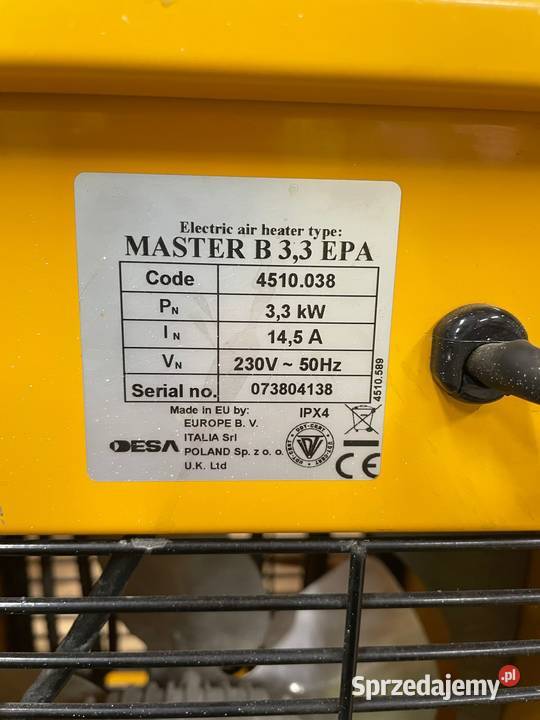 Electric air heater type:
MASTER B 3,3 EPA
Code 4510.038
PN 3,3 kW
IN 14,5 A
VN 230V ~ 50Hz
Serial no. 073804138
4510.589
Made in EU by:
EUROPE B. V.
ITALIA Srl
POLAND Sp. z o. o.
U.K. Ltd
DESA
IPX4
UDT-CERT
CE
Sprzedajemy.pl